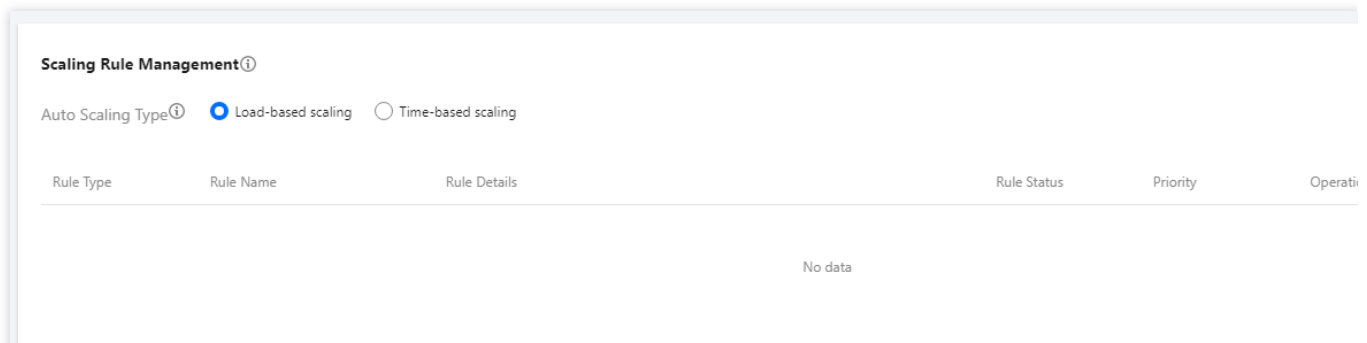 Scaling Rule Management
Auto Scaling Type Load-based scaling Time-based scaling
Rule Type Rule Name Rule Details Rule Status Priority Operati
No data